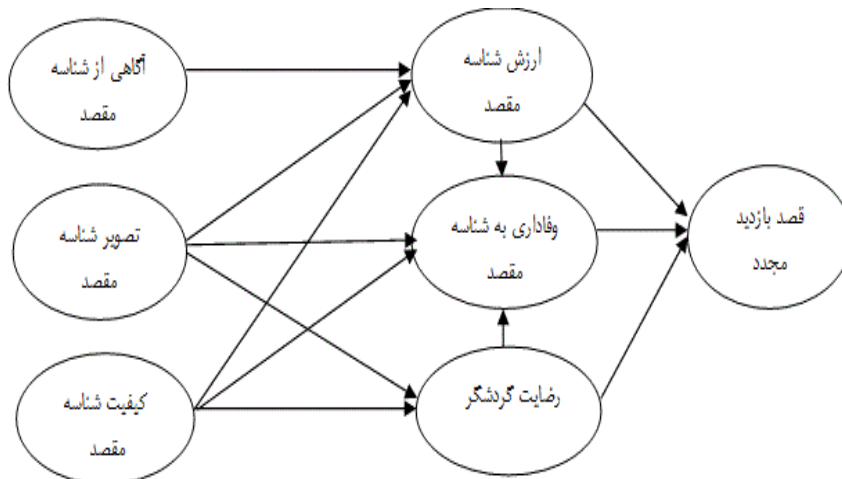 آگاهی از شناسه
مقصد
ارزش شناسه
مقصد
تصویر شناسه
مقصد
وفاداری به شناسه
مقصد
قصد بازدید
مجدد
کیفیت شناسه
مقصد
رضایت گردشگر